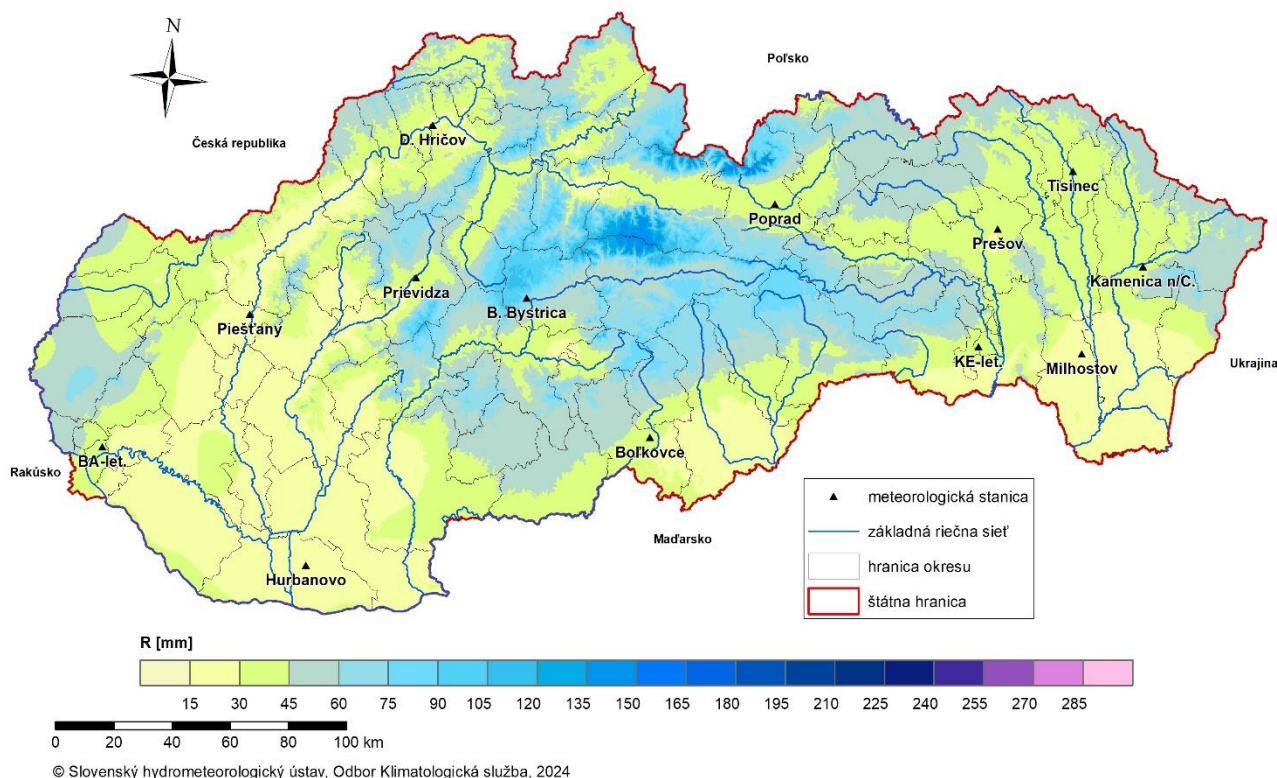 N
Poľsko
Česká republika
D. Hričov
Tisinec
Poprad
Prešov
Kamenica n/C.
Prievidza
B. Bystrica
Piešťany
KE-let.
Milhostov
Ukrajina
Boľkovce
BA-let.
Rakúsko
meteorologická stanica
základná riečna sieť
Maďarsko
hranica okresu
Hurbanovo
štátna hranica
R [mm]
15 30 45 60 75 90 105 120 135 150 165 180 195 210 225 240 255 270 285
0 20 40 60 80 100 km
© Slovenský hydrometeorologický ústav, Odbor Klimatologická služba, 2024